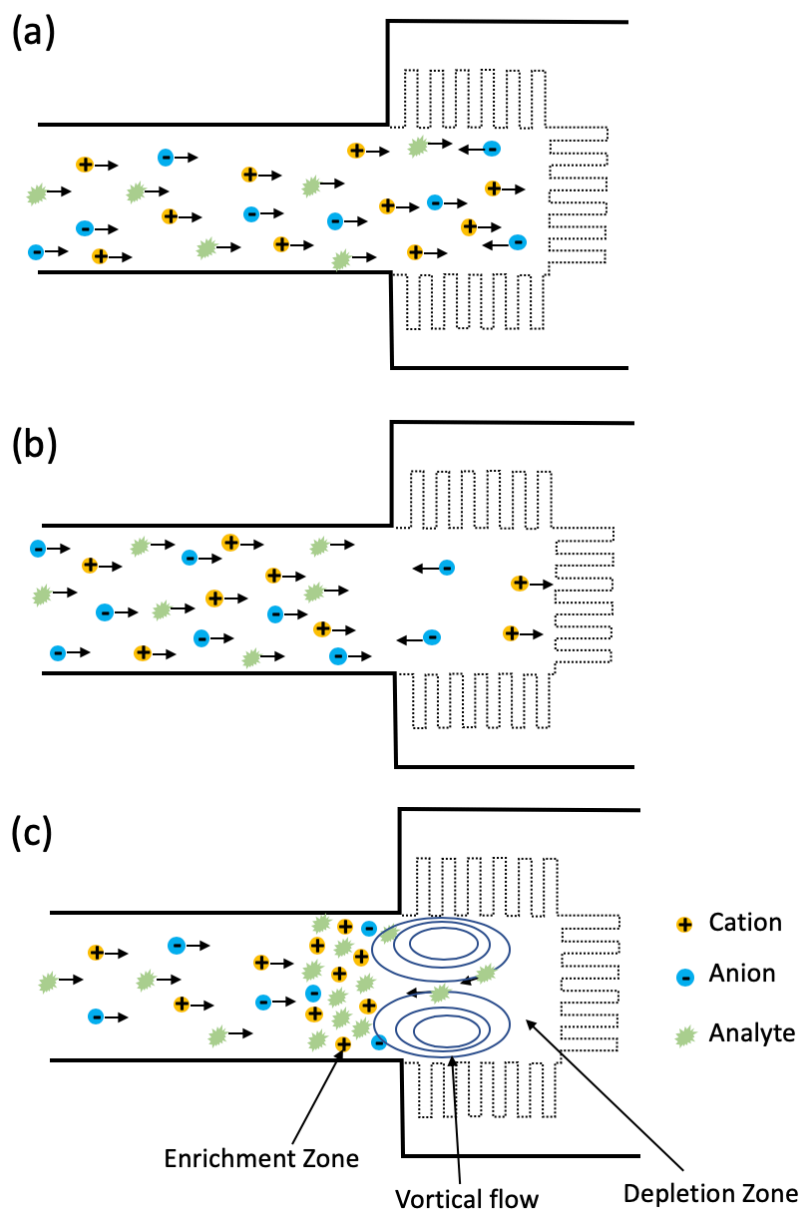 (a)
(b)
(c)
Cation
Anion
Analyte
Enrichment Zone
Vortical flow
Depletion Zone